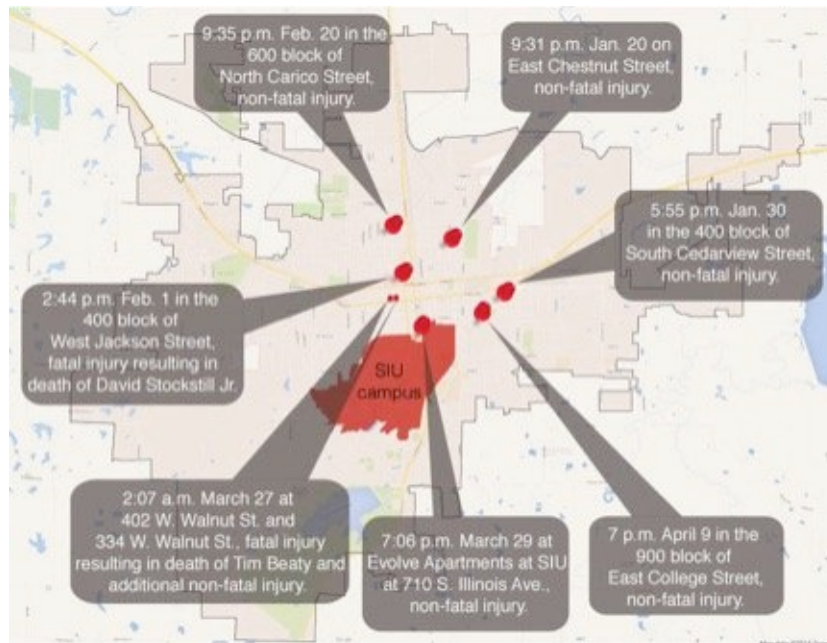 9:35 p.m. Feb. 20 in the
600 block of
North Carico Street,
non-fatal injury.
9:31 p.m. Jan. 20 on
East Chestnut Street,
non-fatal injury.
5:55 p.m. Jan. 30
in the 400 block of
South Cedarview Street,
non-fatal injury.
2:44 p.m. Feb. 1 in the
400 block of
West Jackson Street,
fatal injury resulting in
death of David Stockstill Jr.
SIU
campus
2:07 a.m. March 27 at
402 W. Walnut St. and
334 W. Walnut St., fatal injury
resulting in death of Tim Beaty and
additional non-fatal injury.
7:06 p.m. March 29 at
Evolve Apartments at SIU
at 710 S. Illinois Ave.,
non-fatal injury.
7 p.m. April 9 in the
900 block of
East College Street,
non-fatal injury.